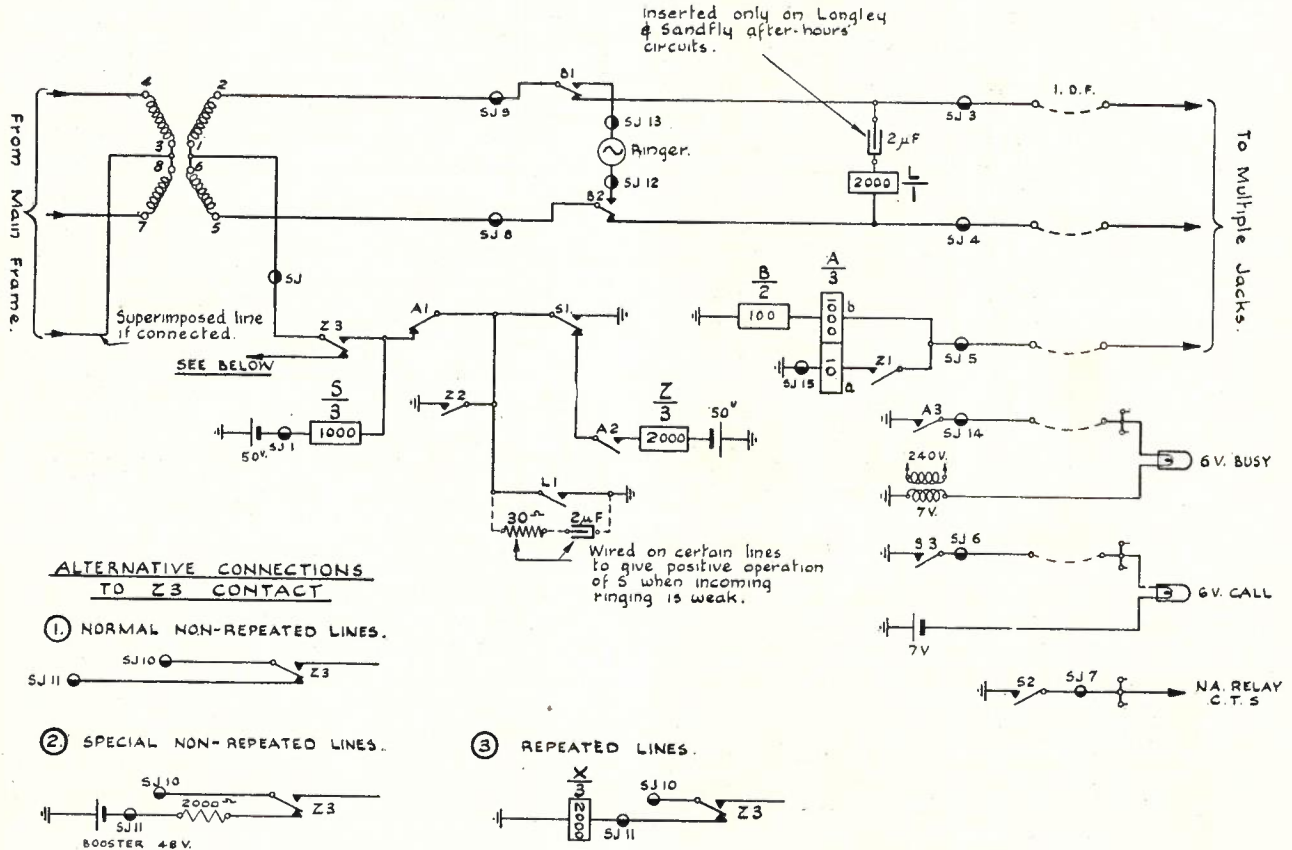 Inserted only on Longley
& Sandfly after-hours
circuits.
From Main Frame.
4
2
3
1
8
6
7
5
SJ 9
B1
SJ 13
Ringer.
SJ 12
B2
SJ 8
2µF
2000
L
1
SJ 3
I.D.F.
SJ 4
To Multiple Jacks.
SJ
Superimposed line
if connected.
Z3
SEE BELOW
A1
S1
B
2
100
A
3
1000
b
10
a
SJ 15
Z1
SJ 5
50V.
SJ 1
S
3
1000
Z2
A2
Z
3
2000
50V
L1
30Ω
2µF
Wired on certain lines
to give positive operation
of S when incoming
ringing is weak.
A3
SJ 14
240V.
7V.
6V. BUSY
S3
SJ 6
7V
6V. CALL
S2
SJ 7
N.A. RELAY
C.T.S
ALTERNATIVE CONNECTIONS
TO Z3 CONTACT
1. NORMAL NON-REPEATED LINES.
SJ 10
SJ 11
Z3
2. SPECIAL NON-REPEATED LINES.
SJ 10
2000Ω
Z3
SJ 11
BOOSTER 48V.
3 REPEATED LINES.
X
3
2000
SJ 10
SJ 11
Z3